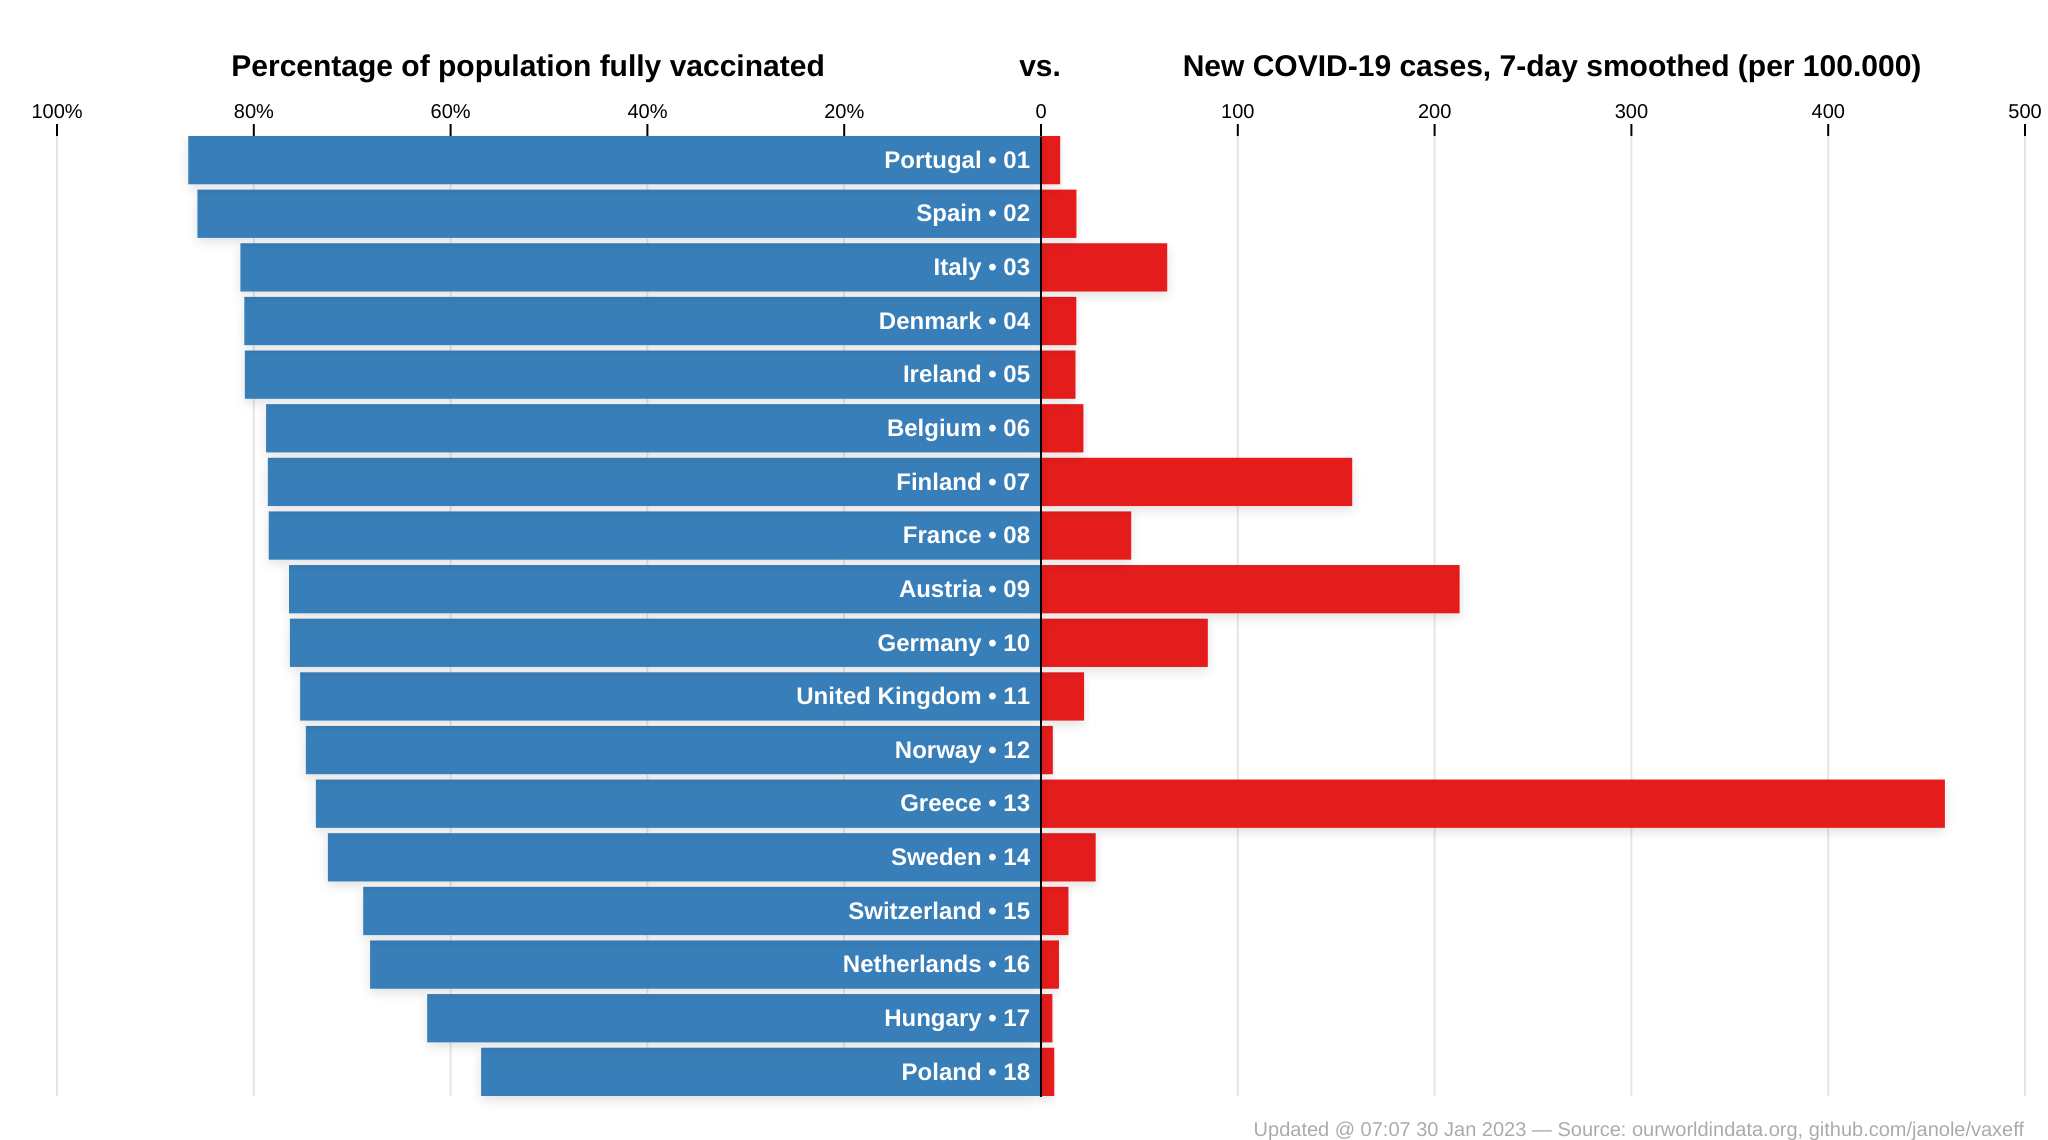 Percentage of population fully vaccinated vs. New COVID-19 cases, 7-day smoothed (per 100.000)
100% 80% 60% 40% 20% 0 100 200 300 400 500
Portugal • 01
Spain • 02
Italy • 03
Denmark • 04
Ireland • 05
Belgium • 06
Finland • 07
France • 08
Austria • 09
Germany • 10
United Kingdom • 11
Norway • 12
Greece • 13
Sweden • 14
Switzerland • 15
Netherlands • 16
Hungary • 17
Poland • 18
Updated @ 07:07 30 Jan 2023 — Source: ourworldindata.org, github.com/janole/vaxeff